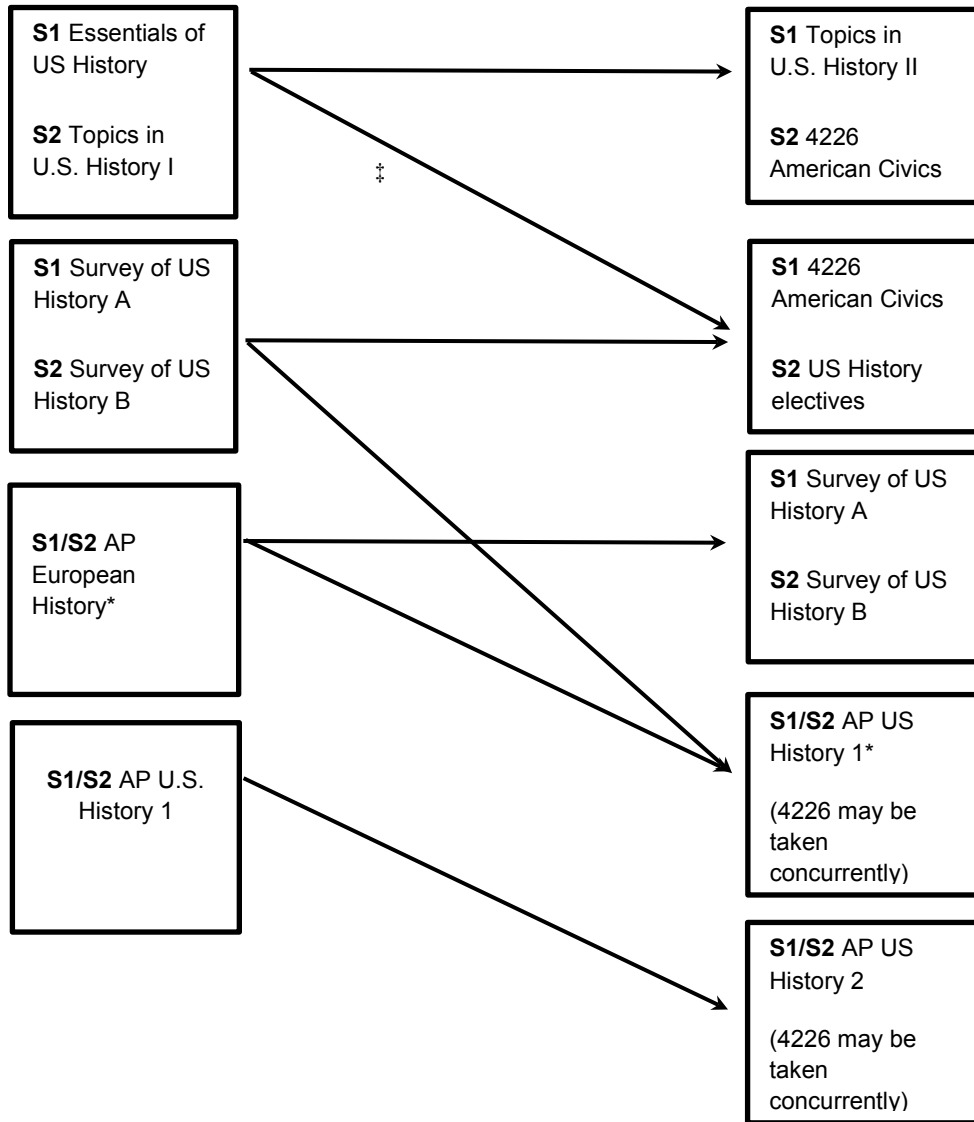 S1 Essentials of
US History
S2 Topics in
U.S. History I
S1 Survey of US
History A
S2 Survey of US
History B
S1/S2 AP
European
History*
S1/S2 AP U.S.
History 1
‡
S1 Topics in
U.S. History II
S2 4226
American Civics
S1 4226
American Civics
S2 US History
electives
S1 Survey of US
History A
S2 Survey of US
History B
S1/S2 AP US
History 1*
(4226 may be
taken
concurrently)
S1/S2 AP US
History 2
(4226 may be
taken
concurrently)